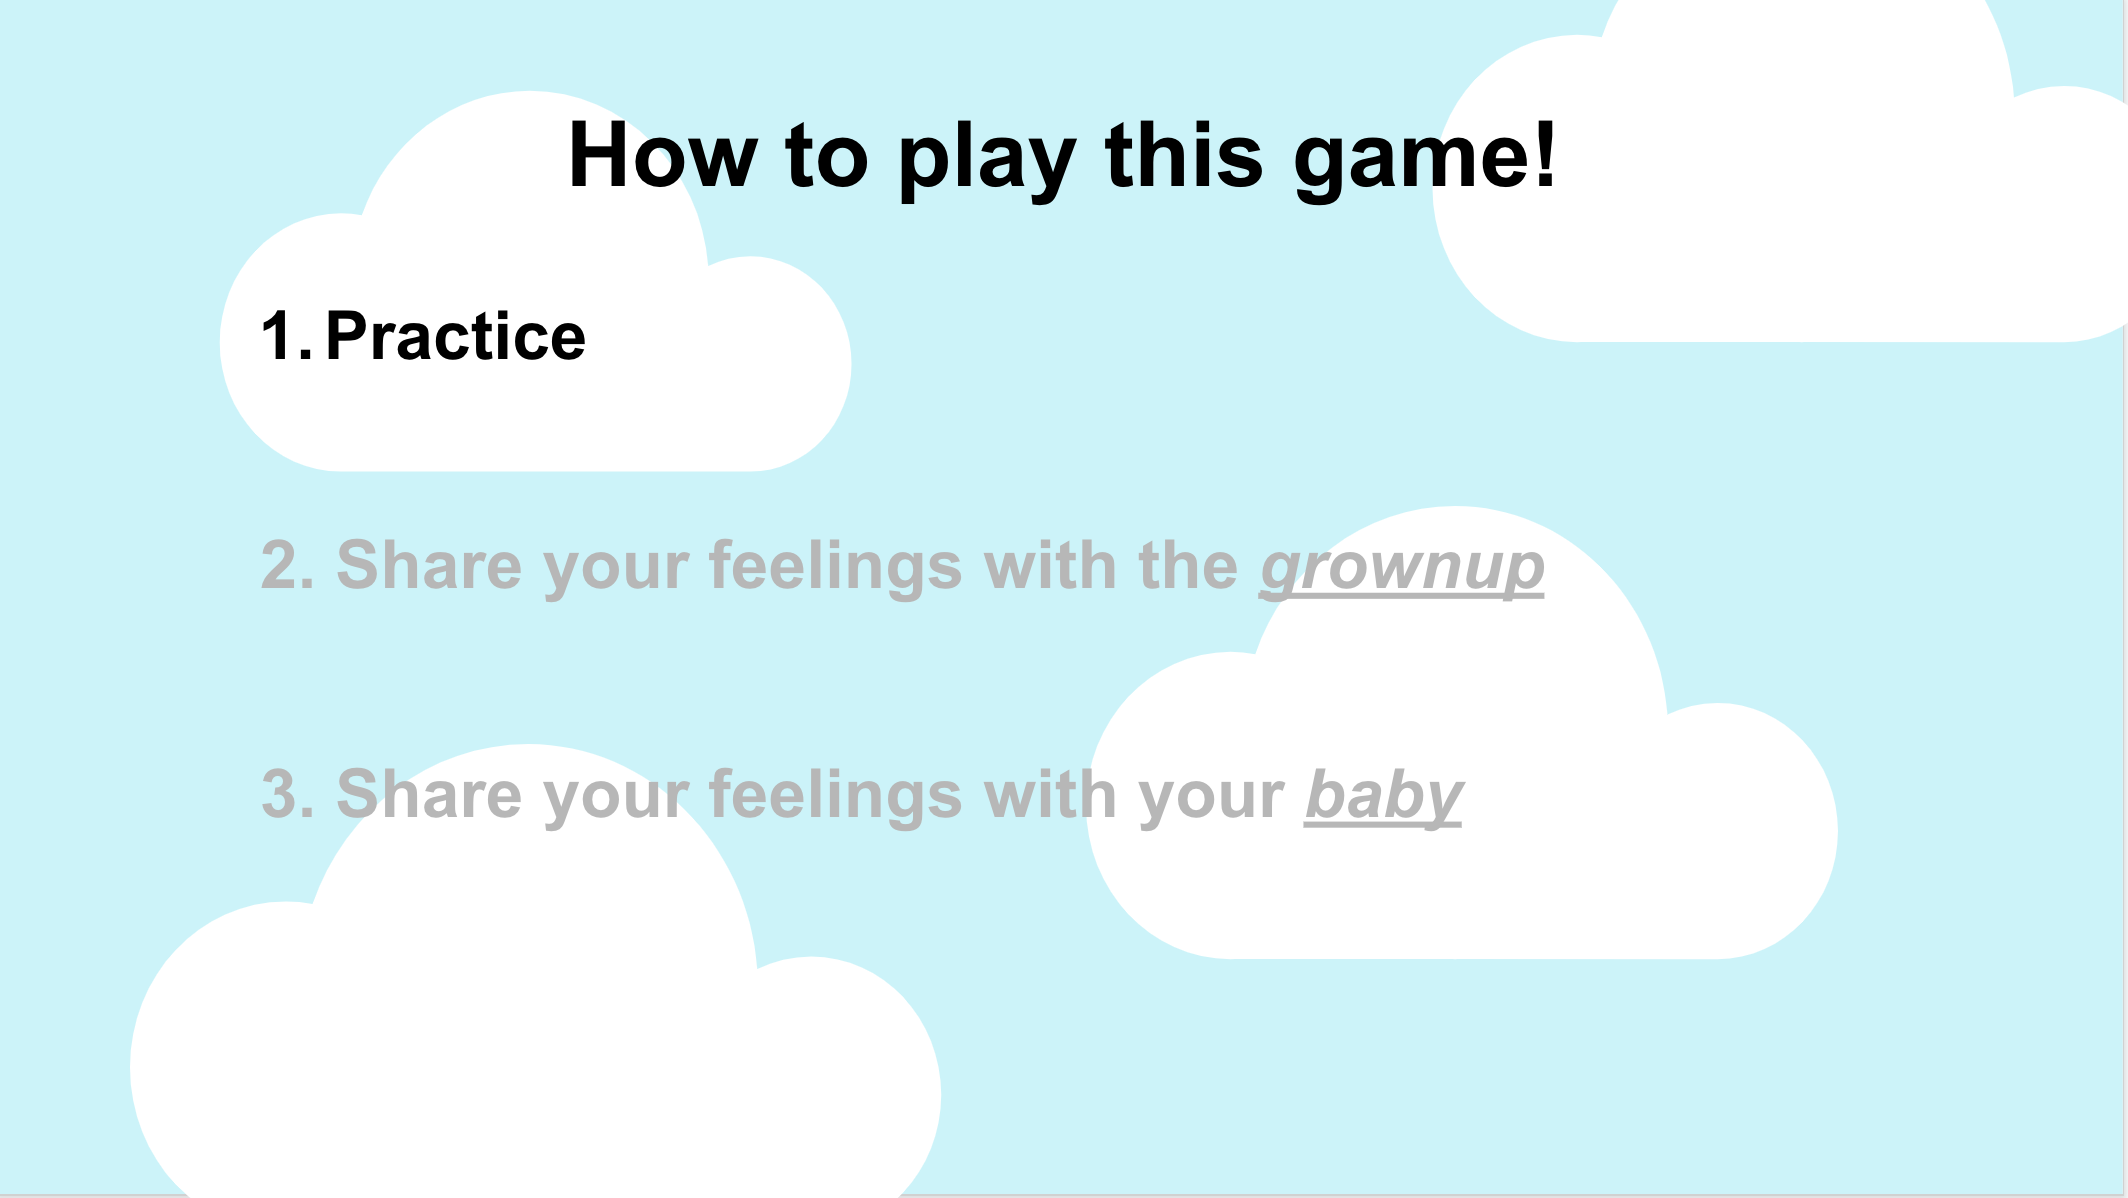 How to play this game!
1. Practice
2. Share your feelings with the grownup
3. Share your feelings with your baby